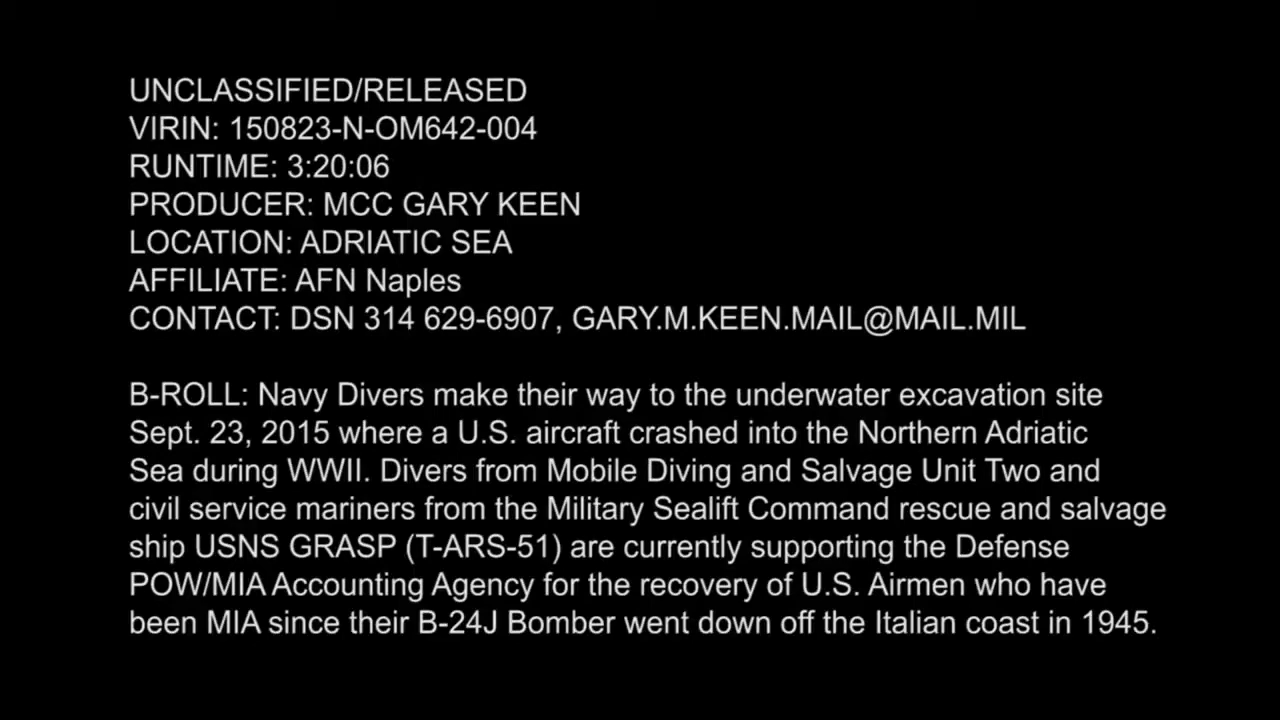 UNCLASSIFIED/RELEASED
VIRIN: 150823-N-OM642-004
RUNTIME: 3:20:06
PRODUCER: MCC GARY KEEN
LOCATION: ADRIATIC SEA
AFFILIATE: AFN Naples
CONTACT: DSN 314 629-6907, GARY.M.KEEN.MAIL@MAIL.MIL
B-ROLL: Navy Divers make their way to the underwater excavation site
Sept. 23, 2015 where a U.S. aircraft crashed into the Northern Adriatic
Sea during WWII. Divers from Mobile Diving and Salvage Unit Two and
civil service mariners from the Military Sealift Command rescue and salvage
ship USNS GRASP (T-ARS-51) are currently supporting the Defense
POW/MIA Accounting Agency for the recovery of U.S. Airmen who have
been MIA since their B-24J Bomber went down off the Italian coast in 1945.